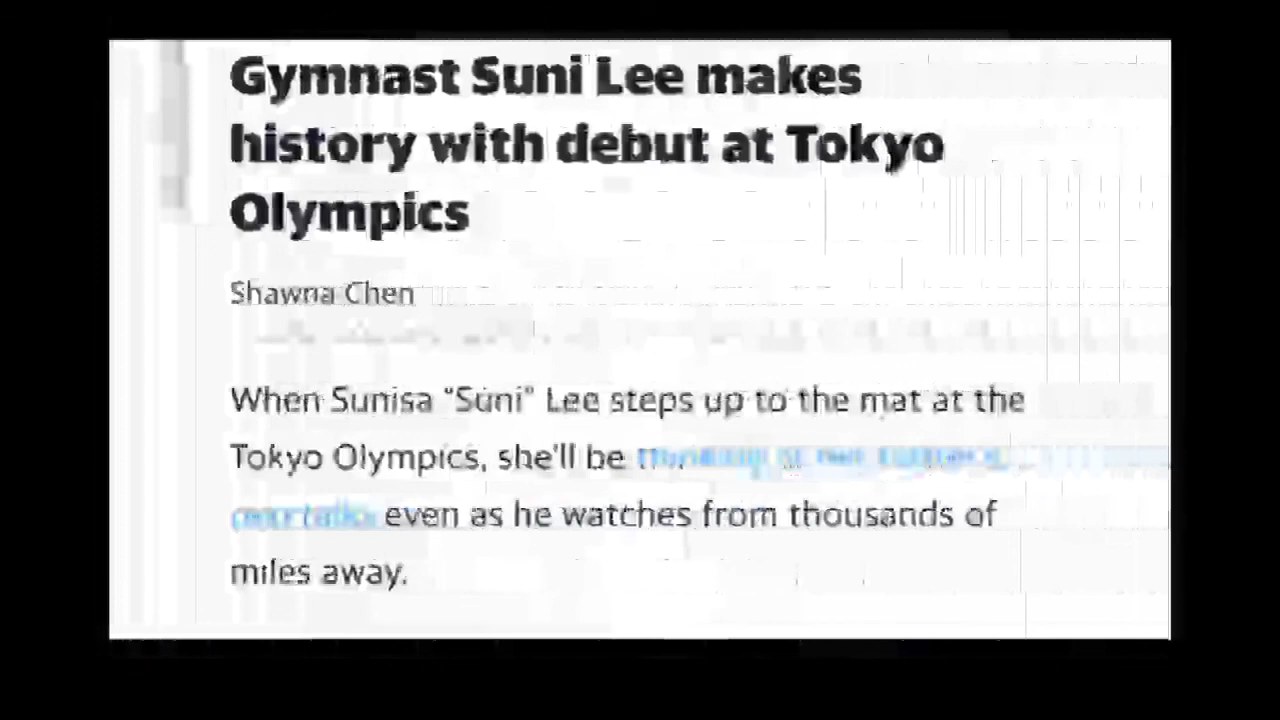 Gymnast Suni Lee makes
history with debut at Tokyo
Olympics
Shawna Chen
When Sunisa "Suni" Lee steps up to the mat at the
Tokyo Olympics, she'll be
even as he watches from thousands of
miles away.